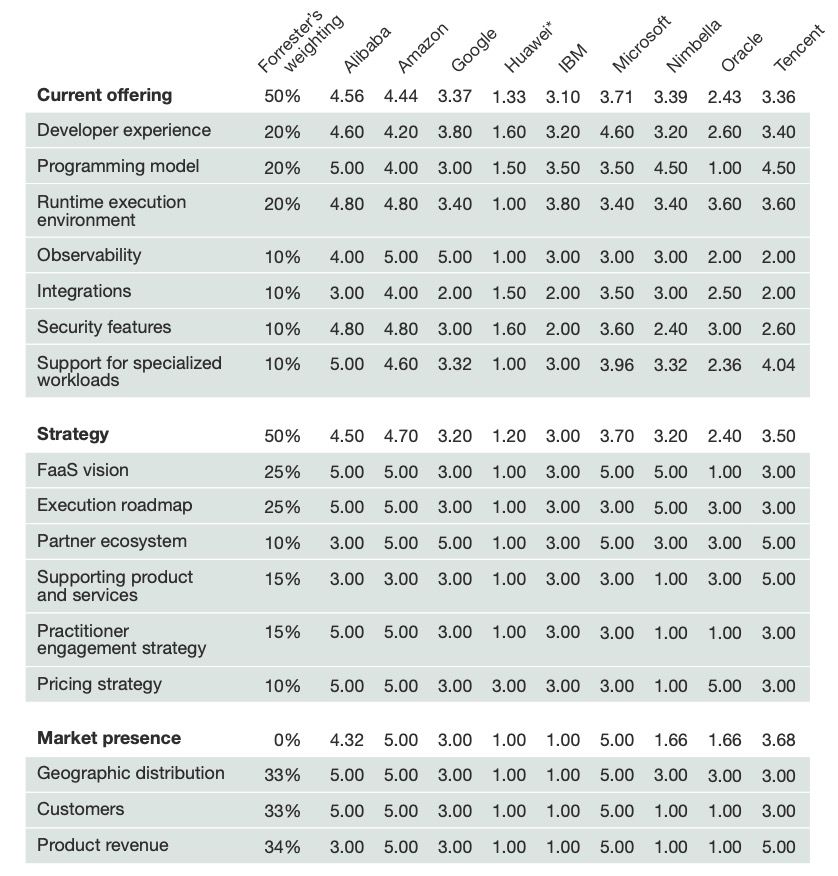 Forrester's weighting Alibaba Amazon Google Huawei* IBM Microsoft Nimbella Oracle Tencent
Current offering 50% 4.56 4.44 3.37 1.33 3.10 3.71 3.39 2.43 3.36
Developer experience 20% 4.60 4.20 3.80 1.60 3.20 4.60 3.20 2.60 3.40
Programming model 20% 5.00 4.00 3.00 1.50 3.50 3.50 4.50 1.00 4.50
Runtime execution 20% 4.80 4.80 3.40 1.00 3.80 3.40 3.40 3.60 3.60
environment
Observability 10% 4.00 5.00 5.00 1.00 3.00 3.00 3.00 2.00 2.00
Integrations 10% 3.00 4.00 2.00 1.50 2.00 3.50 3.00 2.50 2.00
Security features 10% 4.80 4.80 3.00 1.60 2.00 3.60 2.40 3.00 2.60
Support for specialized 10% 5.00 4.60 3.32 1.00 3.00 3.96 3.32 2.36 4.04
workloads
Strategy 50% 4.50 4.70 3.20 1.20 3.00 3.70 3.20 2.40 3.50
FaaS vision 25% 5.00 5.00 3.00 1.00 3.00 5.00 5.00 1.00 3.00
Execution roadmap 25% 5.00 5.00 3.00 1.00 3.00 3.00 5.00 3.00 3.00
Partner ecosystem 10% 3.00 5.00 5.00 1.00 3.00 5.00 3.00 3.00 5.00
Supporting product 15% 3.00 3.00 3.00 1.00 3.00 3.00 1.00 3.00 5.00
and services
Practitioner 15% 5.00 5.00 3.00 1.00 3.00 3.00 1.00 1.00 3.00
engagement strategy
Pricing strategy 10% 5.00 5.00 3.00 3.00 3.00 3.00 1.00 5.00 3.00
Market presence 0% 4.32 5.00 3.00 1.00 1.00 5.00 1.66 1.66 3.68
Geographic distribution 33% 5.00 5.00 3.00 1.00 1.00 5.00 3.00 3.00 3.00
Customers 33% 5.00 5.00 3.00 1.00 1.00 5.00 1.00 1.00 3.00
Product revenue 34% 3.00 5.00 3.00 1.00 1.00 5.00 1.00 1.00 5.00